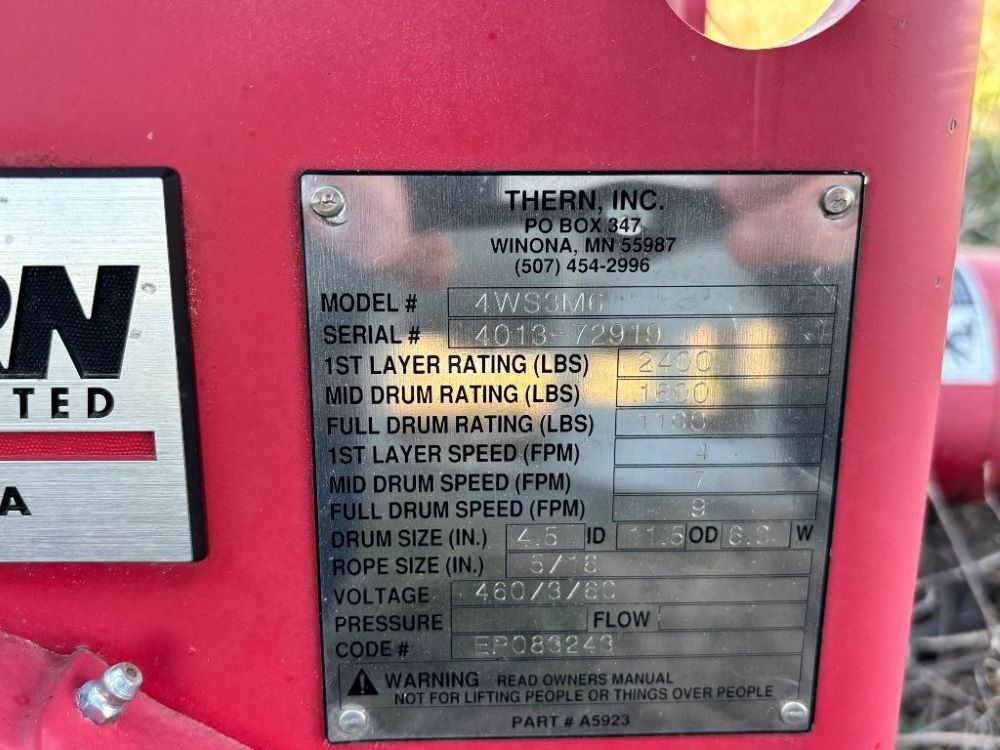 RN
TED
A
THERN, INC.
PO BOX 347
WINONA, MN 55987
(507) 454-2996
MODEL # 4WS3M6
SERIAL # 4013-72919
1ST LAYER RATING (LBS) 2400
MID DRUM RATING (LBS) 1600
FULL DRUM RATING (LBS) 1100
1ST LAYER SPEED (FPM) 4
MID DRUM SPEED (FPM) 7
FULL DRUM SPEED (FPM) 9
DRUM SIZE (IN.) 4.5 ID 11.5 OD 6.0 W
ROPE SIZE (IN.) 5/16
VOLTAGE 460/3/60
PRESSURE FLOW
CODE # EP083243
WARNING READ OWNERS MANUAL
NOT FOR LIFTING PEOPLE OR THINGS OVER PEOPLE
PART # A5923